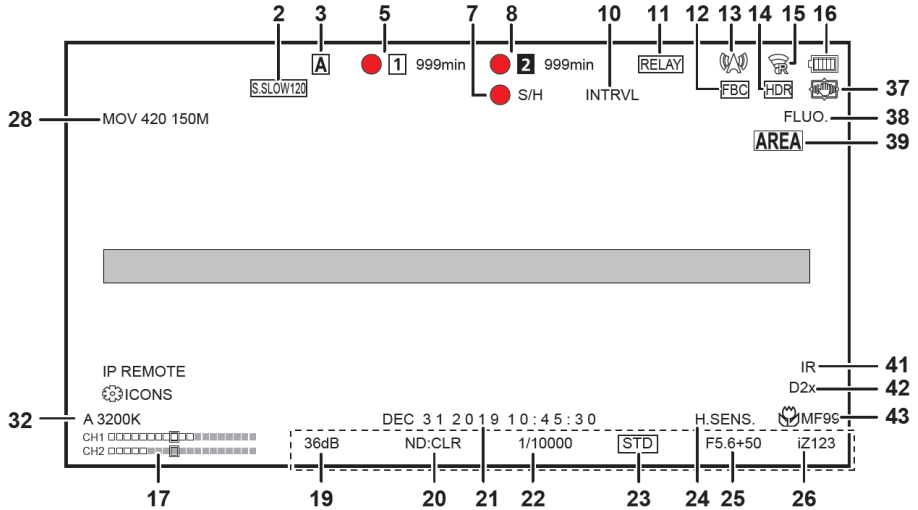 2 3 5 7 8 10 11 12 13 14 15 16
A 1 999min 2 999min RELAY
S.SLOW120 S/H INTRVL FBC HDR 37
28 MOV 420 150M FLUO. 38
AREA 39
IP REMOTE IR 41
ICONS D2x 42
32 A 3200K DEC 31 2019 10:45:30 H.SENS. MF99 43
CH1
CH2 36dB ND:CLR 1/10000 STD F5.6+50 iZ123
17 19 20 21 22 23 24 25 26